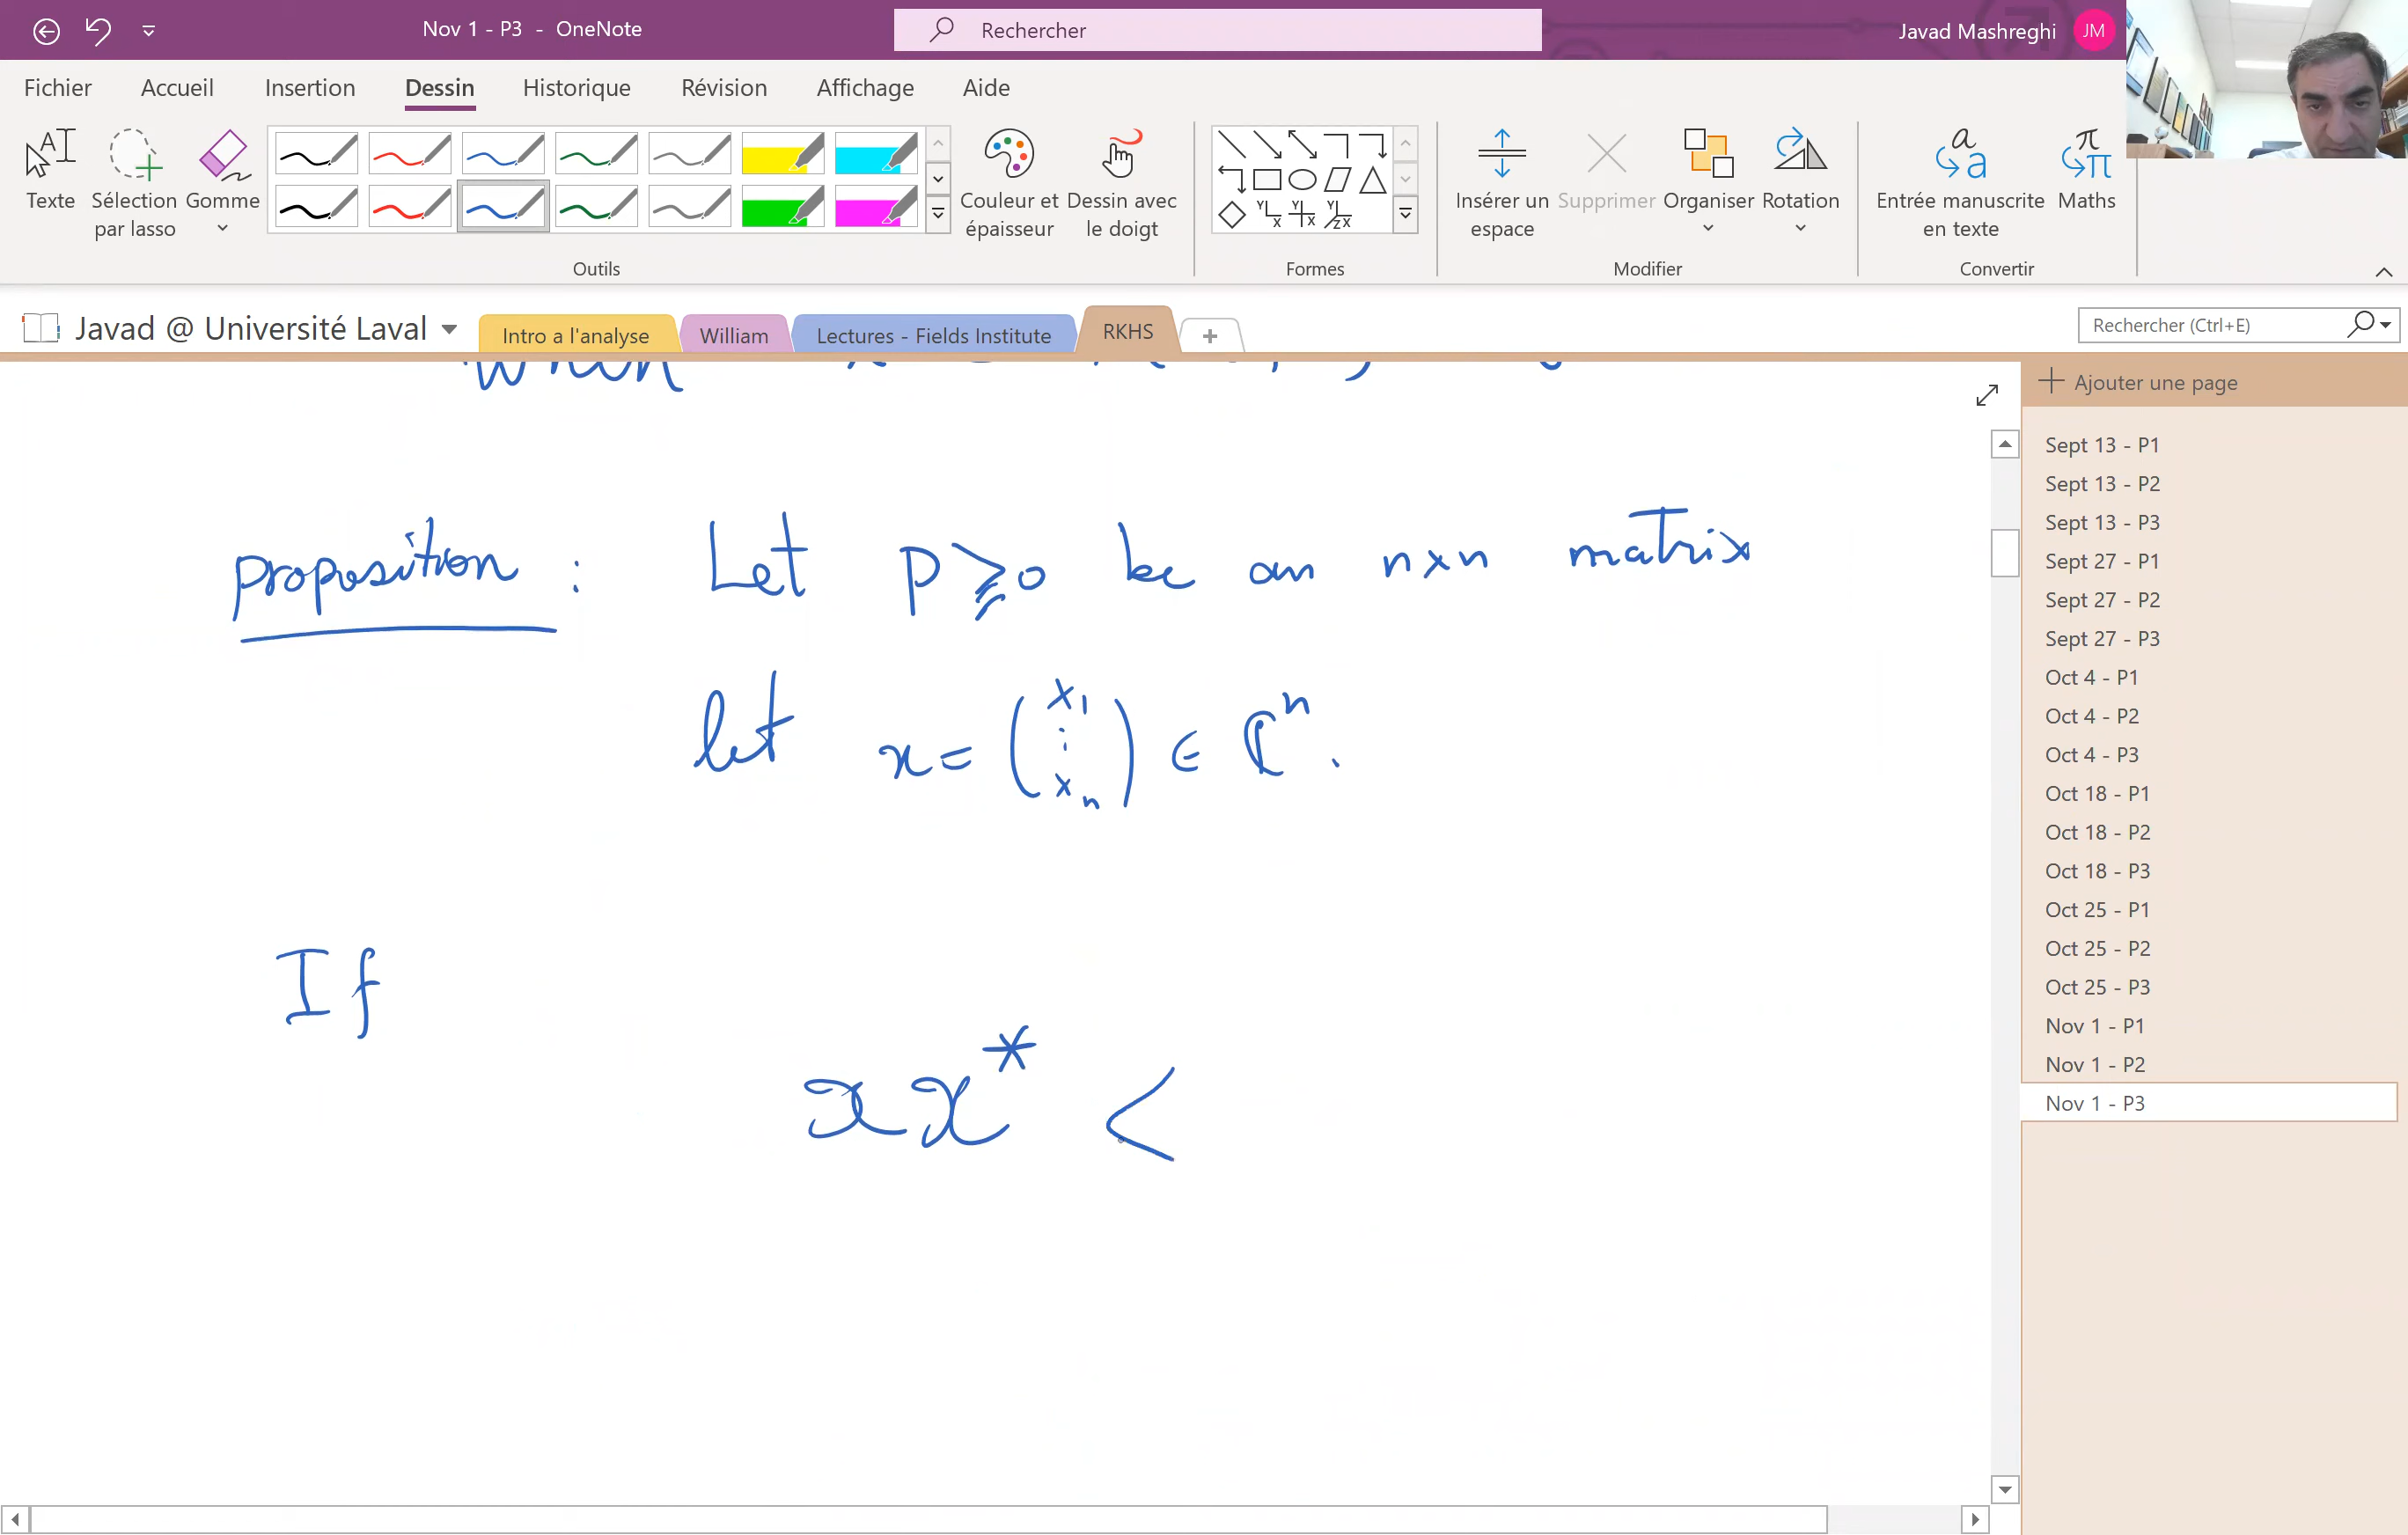 Nov 1 - P3 - OneNote
Rechercher
Javad Mashreghi JM
Fichier Accueil Insertion Dessin Historique Révision Affichage Aide
Texte
Sélection par lasso
Gomme
Couleur et épaisseur
Dessin avec le doigt
Insérer un espace
Supprimer
Organiser
Rotation
Entrée manuscrite en texte
Maths
Outils
Formes
Modifier
Convertir
Javad @ Université Laval
Intro a l'analyse
William
Lectures - Fields Institute
RKHS
Rechercher (Ctrl+E)
When
proposition : Let P ≥ 0 be an n×n matrix
let x = (x₁ ⋮ xₙ) ∈ ℂⁿ.
If
x x* <
Ajouter une page
Sept 13 - P1
Sept 13 - P2
Sept 13 - P3
Sept 27 - P1
Sept 27 - P2
Sept 27 - P3
Oct 4 - P1
Oct 4 - P2
Oct 4 - P3
Oct 18 - P1
Oct 18 - P2
Oct 18 - P3
Oct 25 - P1
Oct 25 - P2
Oct 25 - P3
Nov 1 - P1
Nov 1 - P2
Nov 1 - P3